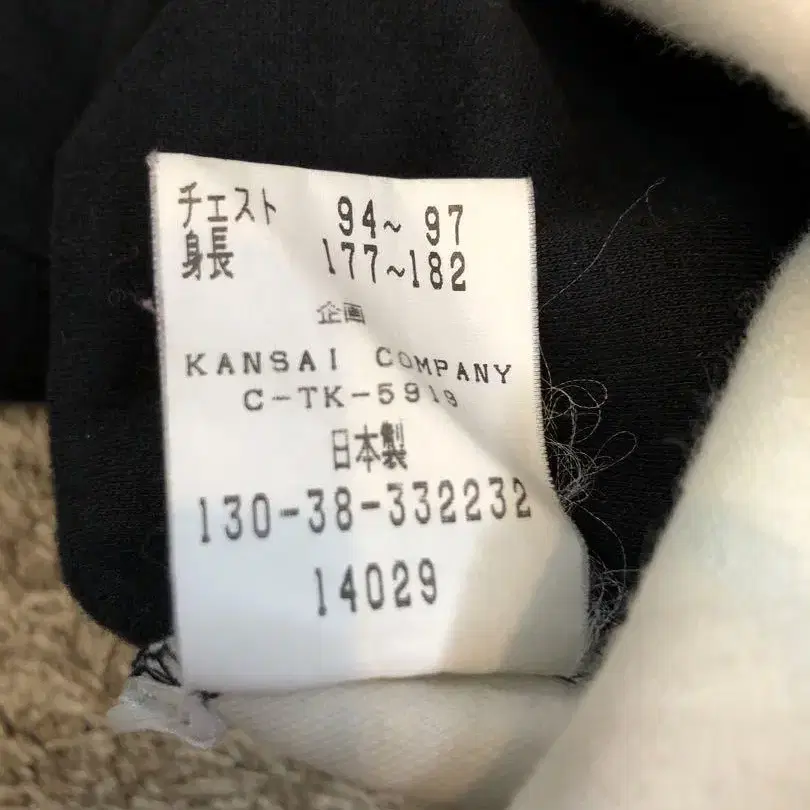 チェスト 94~ 97
身長 177~182
企画
KANSAI COMPANY
C-TK-5919
日本製
130-38-332232
14029